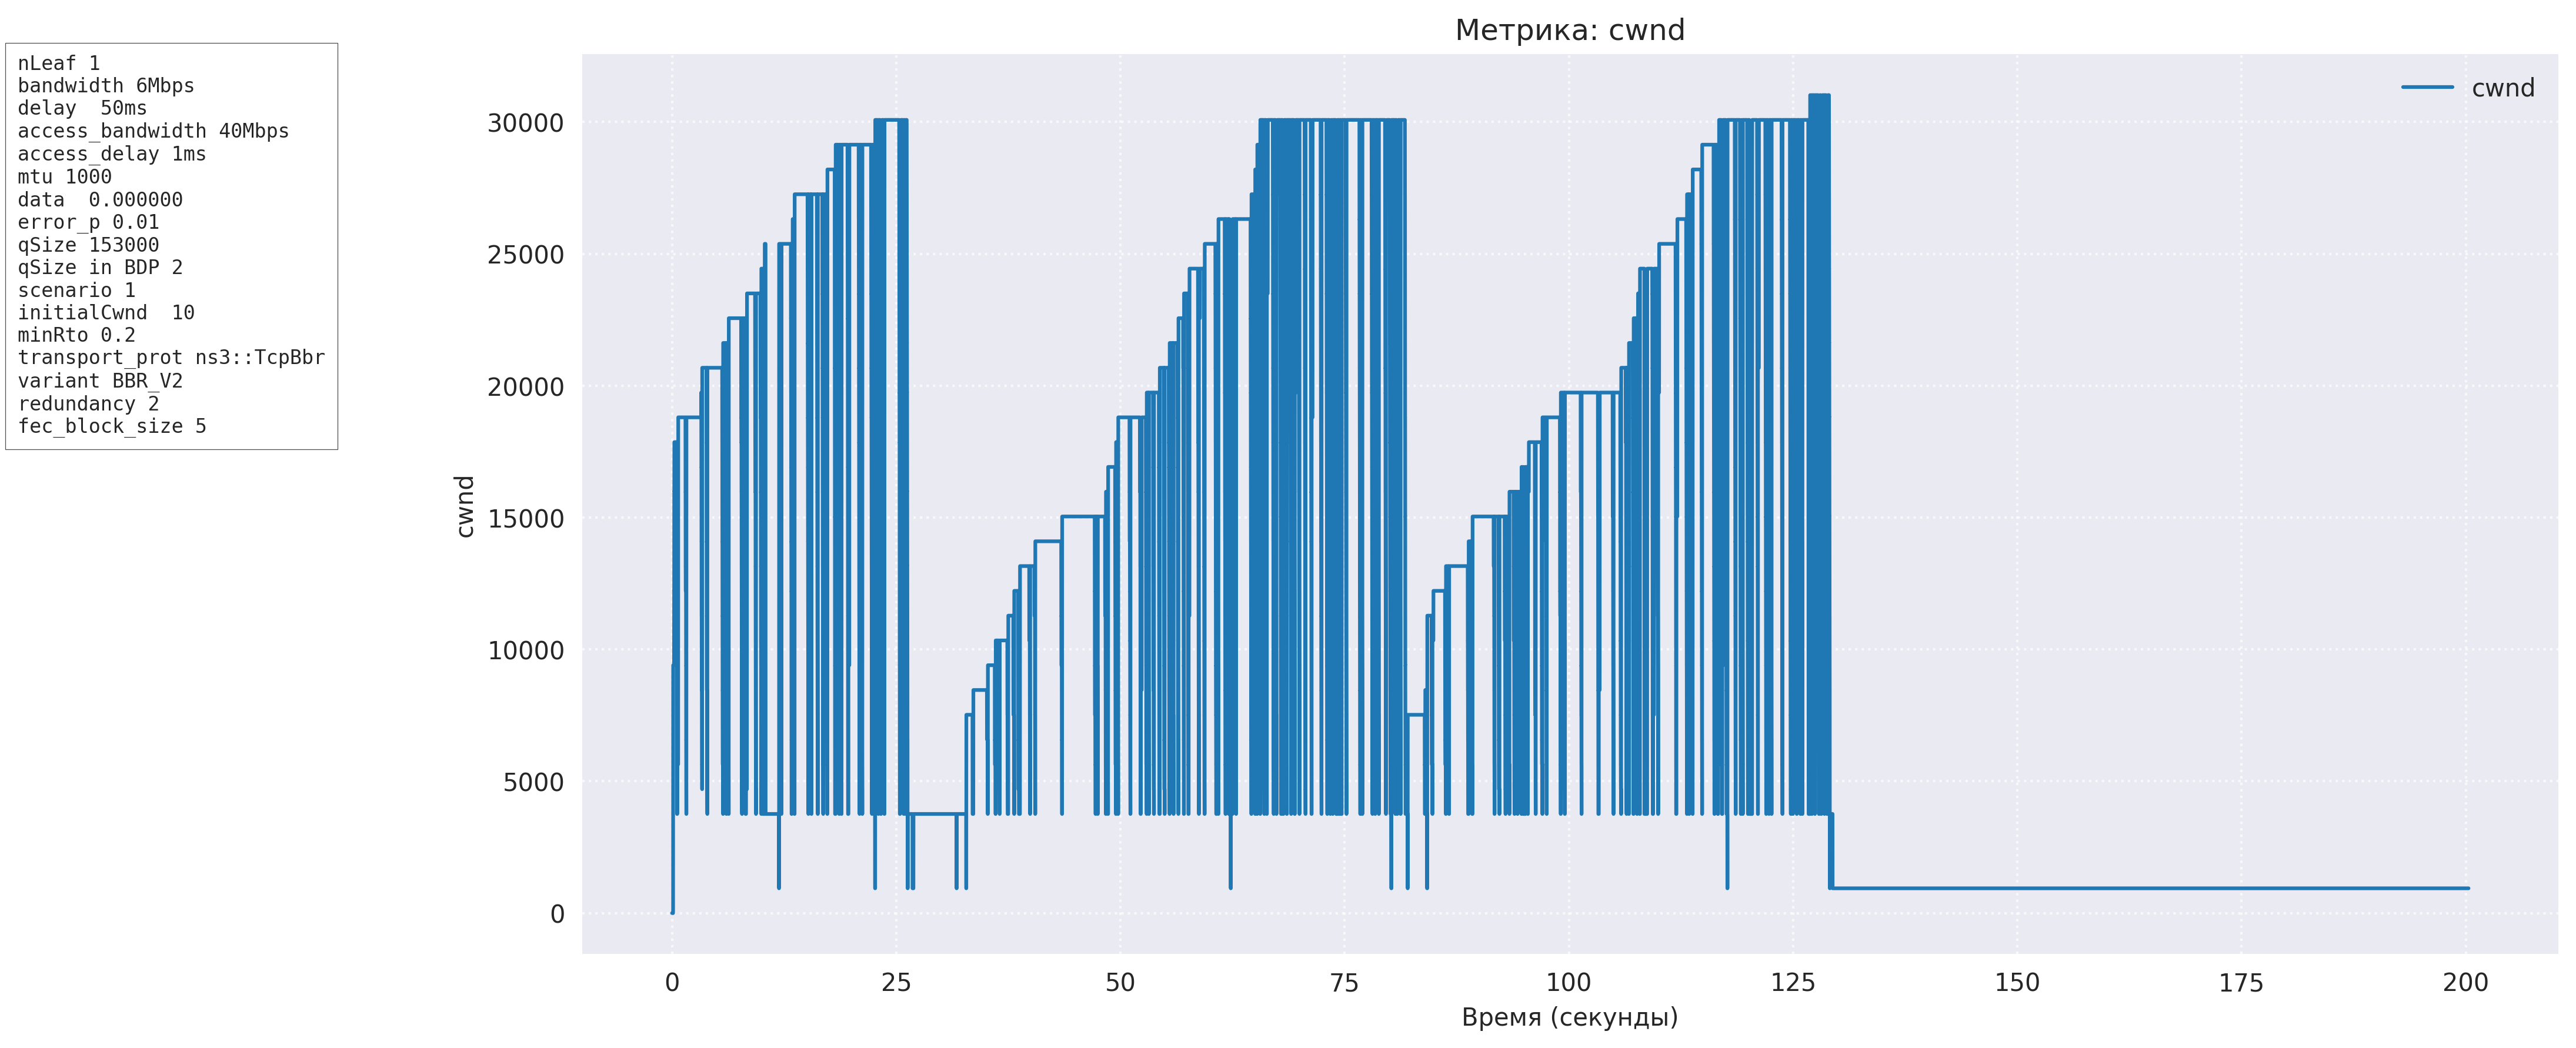 Метрика: cwnd
nLeaf 1
bandwidth 6Mbps
delay  50ms
access_bandwidth 40Mbps
access_delay 1ms
mtu 1000
data  0.000000
error_p 0.01
qSize 153000
qSize in BDP 2
scenario 1
initialCwnd  10
minRto 0.2
transport_prot ns3::TcpBbr
variant BBR_V2
redundancy 2
fec_block_size 5
cwnd
cwnd
30000
25000
20000
15000
10000
5000
0
0 25 50 75 100 125 150 175 200
Время (секунды)